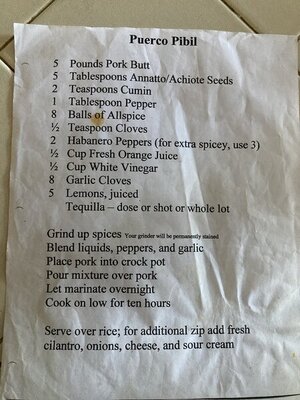 Puerco Pibil
5 Pounds Pork Butt
5 Tablespoons Annatto/Achiote Seeds
2 Teaspoons Cumin
1 Tablespoon Pepper
8 Balls of Allspice
½ Teaspoon Cloves
2 Habanero Peppers (for extra spicey, use 3)
½ Cup Fresh Orange Juice
½ Cup White Vinegar
8 Garlic Cloves
5 Lemons, juiced
Tequilla – dose or shot or whole lot
Grind up spices Your grinder will be permanently stained
Blend liquids, peppers, and garlic
Place pork into crock pot
Pour mixture over pork
Let marinate overnight
Cook on low for ten hours
Serve over rice; for additional zip add fresh
cilantro, onions, cheese, and sour cream